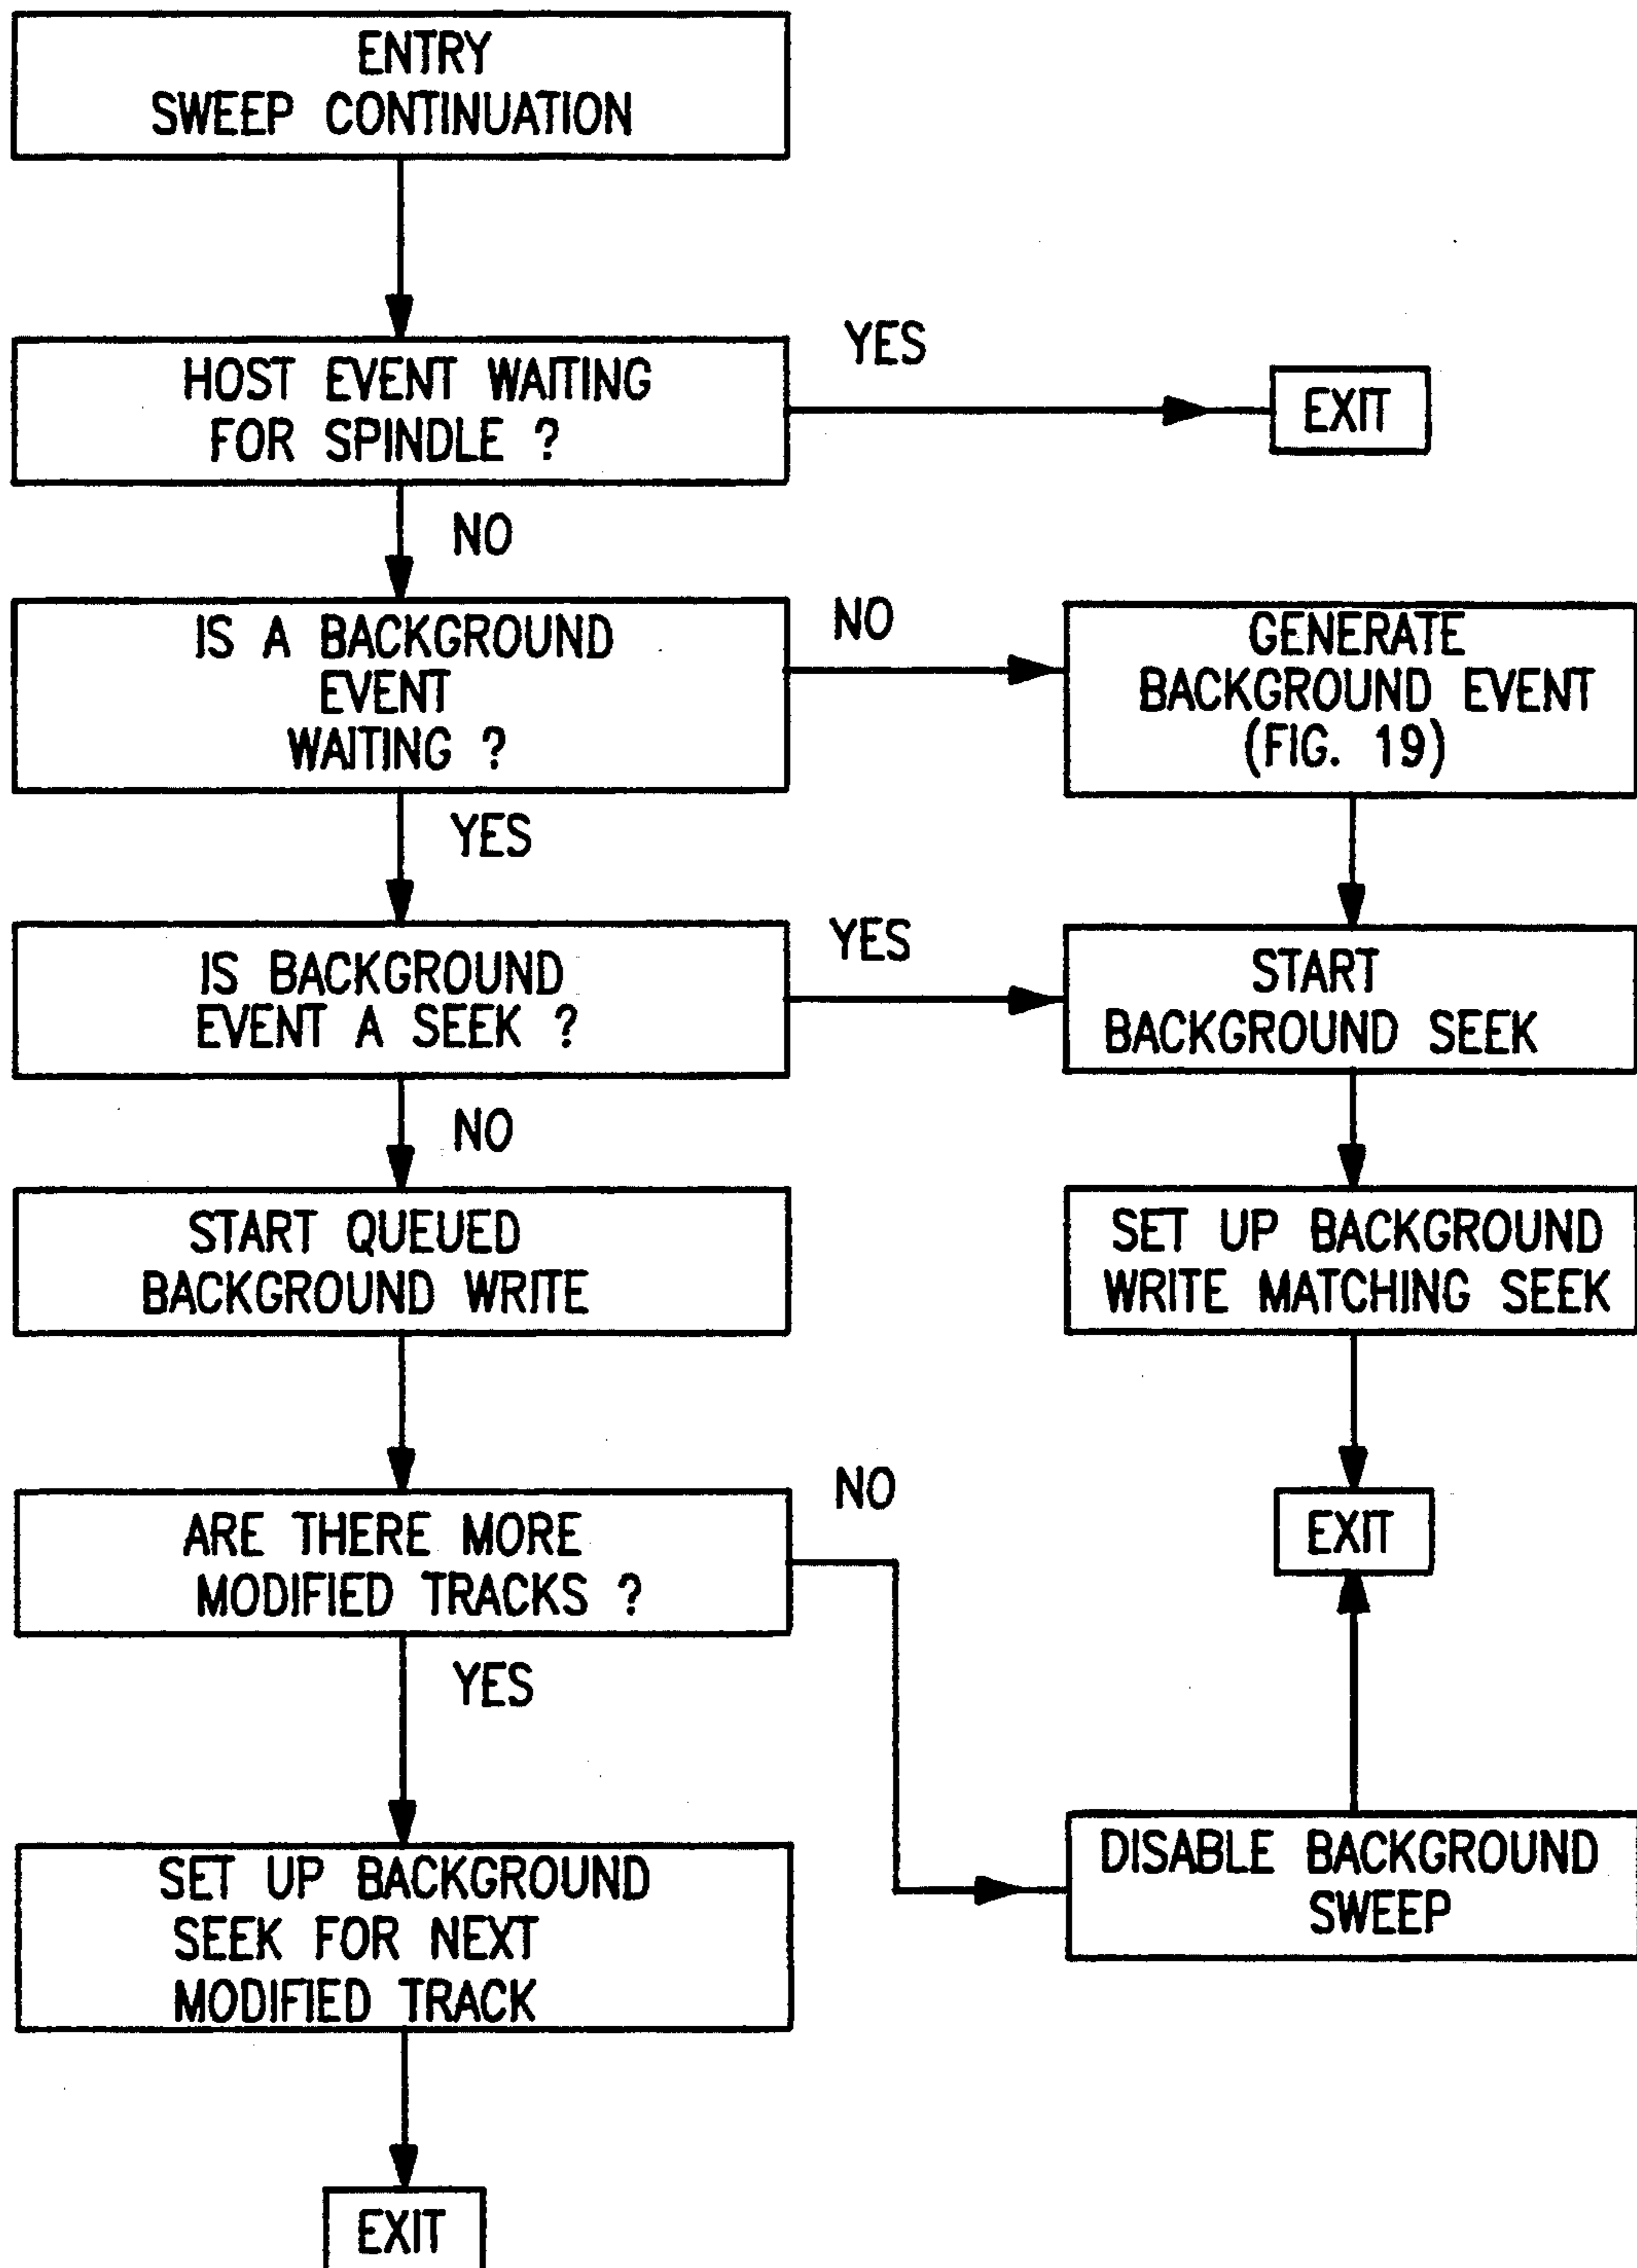 ENTRY
SWEEP CONTINUATION
HOST EVENT WAITING
FOR SPINDLE ?
YES
EXIT
NO
IS A BACKGROUND
EVENT
WAITING ?
NO
GENERATE
BACKGROUND EVENT
(FIG. 19)
YES
IS BACKGROUND
EVENT A SEEK ?
YES
START
BACKGROUND SEEK
NO
START QUEUED
BACKGROUND WRITE
SET UP BACKGROUND
WRITE MATCHING SEEK
ARE THERE MORE
MODIFIED TRACKS ?
NO
EXIT
YES
SET UP BACKGROUND
SEEK FOR NEXT
MODIFIED TRACK
DISABLE BACKGROUND
SWEEP
EXIT